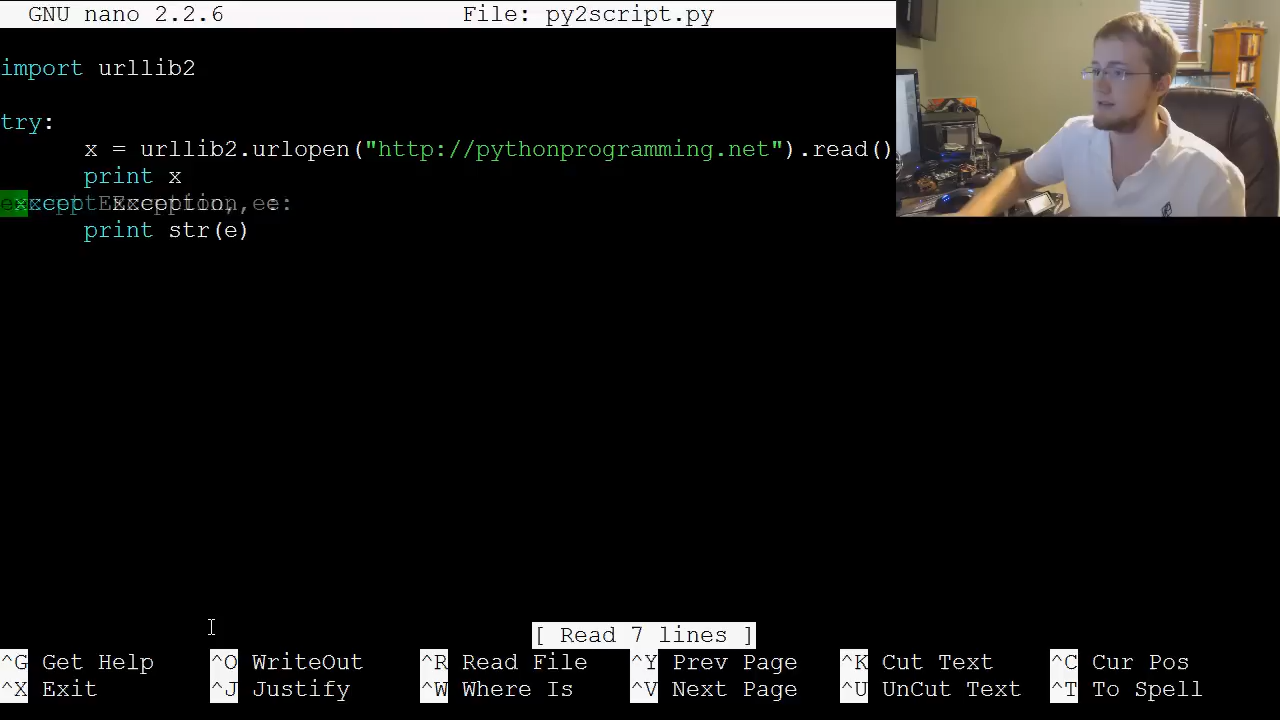 GNU nano 2.2.6 File: py2script.py
import urllib2
try:
x = urllib2.urlopen("http://pythonprogramming.net").read()
print x
except Exception, e:
print str(e)
[ Read 7 lines ]
^G Get Help ^O WriteOut ^R Read File ^Y Prev Page ^K Cut Text ^C Cur Pos
^X Exit ^J Justify ^W Where Is ^V Next Page ^U UnCut Text ^T To Spell